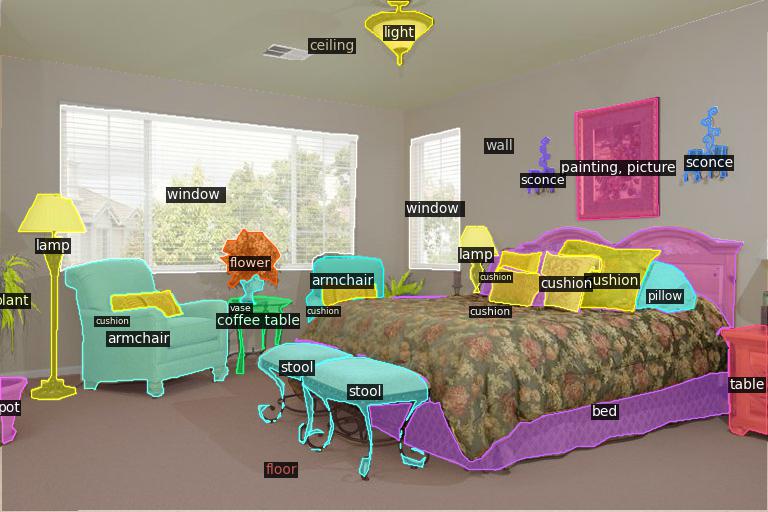 light
ceiling
wall
painting, picture
sconce
sconce
window
window
lamp
flower
lamp
armchair
cushion
cushion
ushion
pillow
plant
vase
cushion
cushion
cushion
coffee table
armchair
stool
stool
table
pot
bed
floor